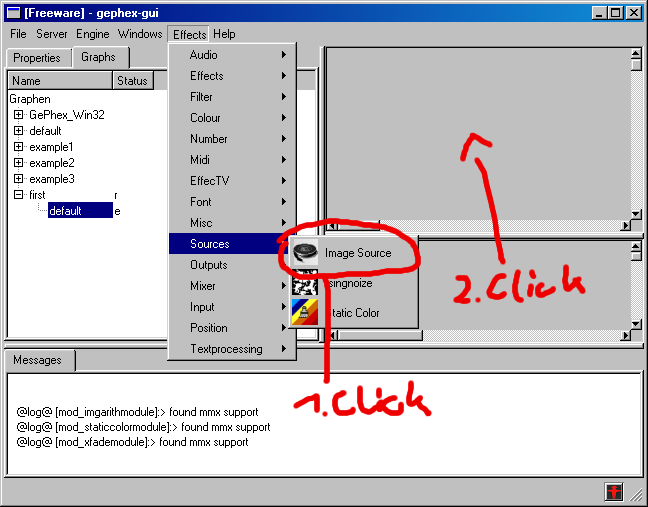 [Freeware] - gephex-gui
File Server Engine Windows Effects Help
Properties Graphs
Name Status
Graphen
GePhex_Win32
default
example1
example2
example3
first r
default e
Audio
Effects
Filter
Colour
Number
Midi
EffecTV
Font
Misc
Sources
Outputs
Mixer
Input
Position
Textprocessing
Image Source
singnoize
Static Color
1.Click
2.Click
Messages
@log@ [mod_imgarithmodule]:> found mmx support
@log@ [mod_staticcolormodule]:> found mmx support
@log@ [mod_xfademodule]:> found mmx support